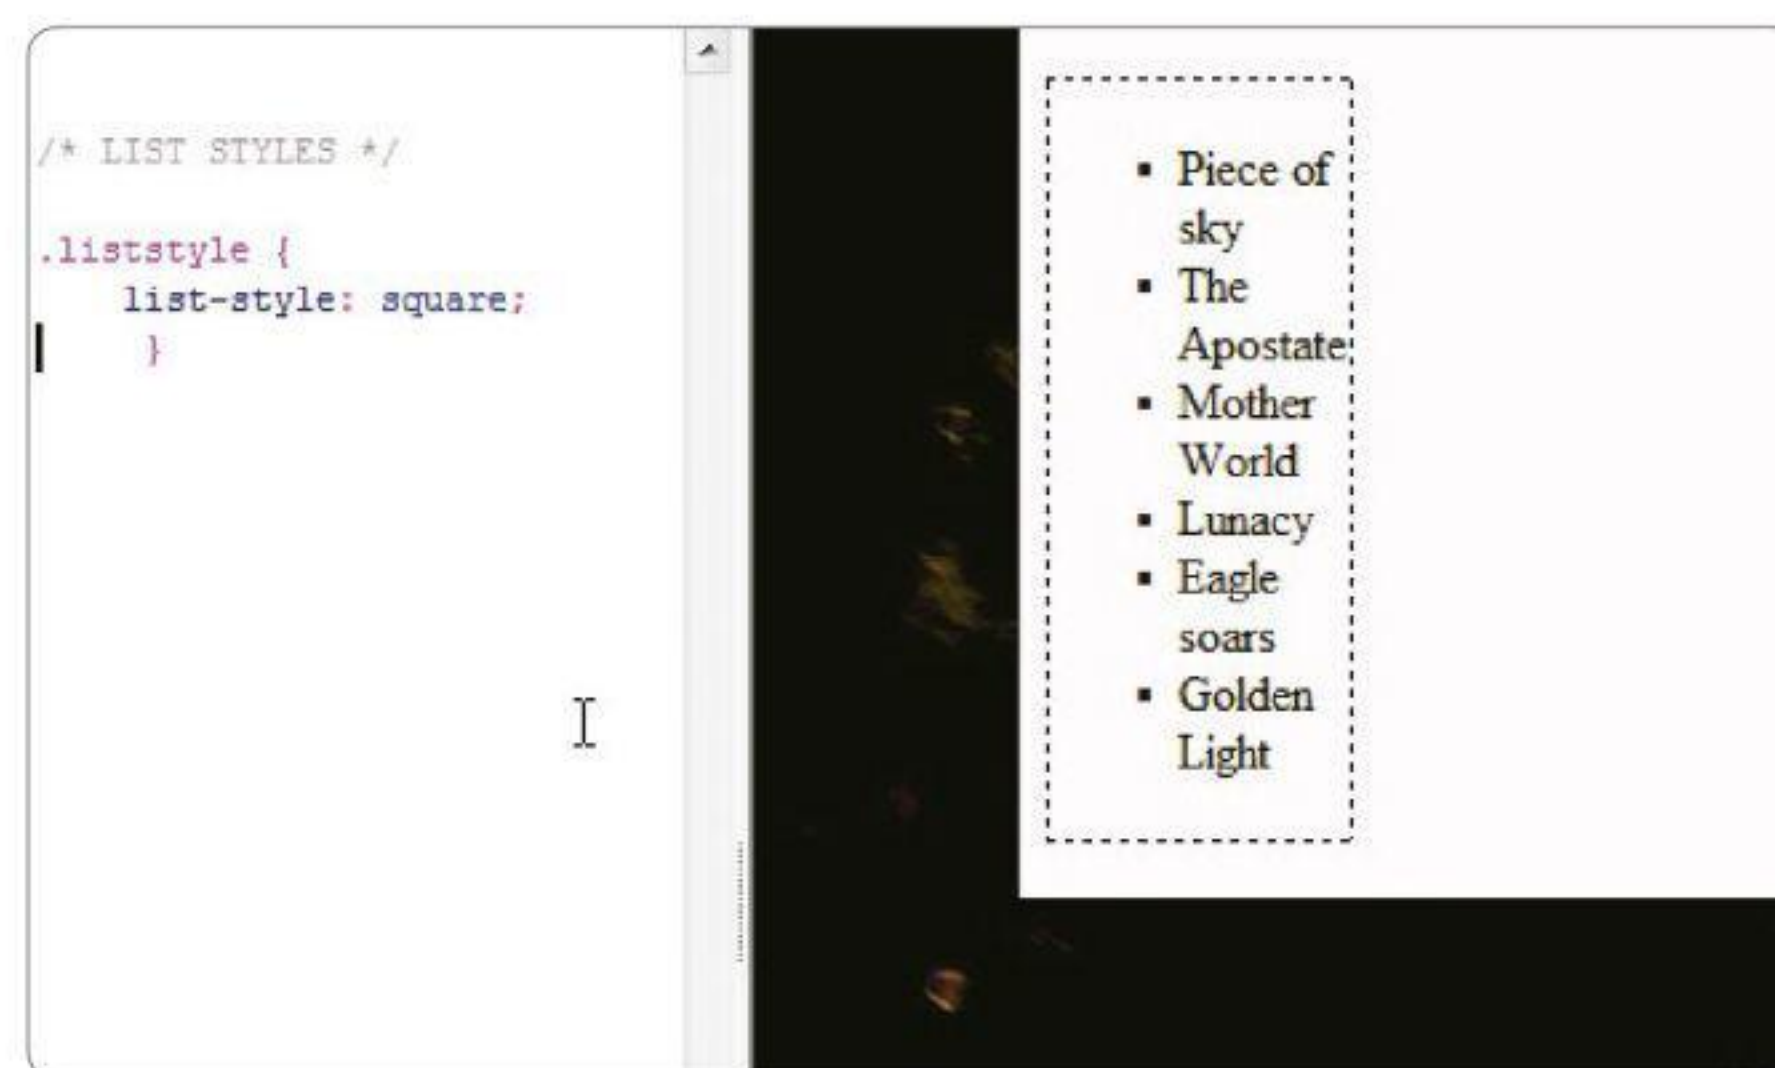 /* LIST STYLES */
.liststyle {
list-style: square;
}
▪ Piece of
sky
▪ The
Apostate
▪ Mother
World
▪ Lunacy
▪ Eagle
soars
▪ Golden
Light